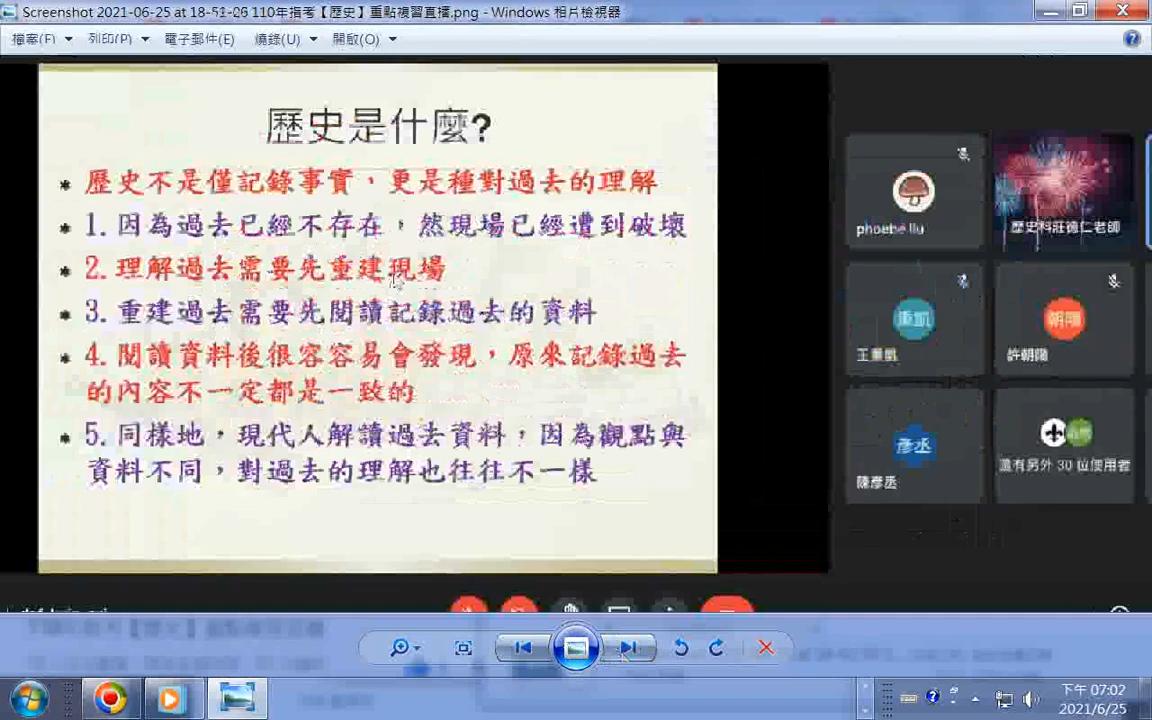 Screenshot 2021-06-25 at 18-51-06 110年指考【歷史】重點複習直播.png - Windows 相片檢視器
檔案(F) 列印(P) 電子郵件(E) 燒錄(U) 開啟(O)
歷史是什麼?
* 歷史不是僅記錄事實，更是種對過去的理解
* 1. 因為過去已經不存在，然現場已經遭到破壞
* 2. 理解過去需要先重建現場
* 3. 重建過去需要先閱讀記錄過去的資料
* 4. 閱讀資料後很容容易會發現，原來記錄過去
的內容不一定都是一致的
* 5. 同樣地，現代人解讀過去資料，因為觀點與
資料不同，對過去的理解也往往不一樣
phoebe liu
歷史科莊德仁老師
重凱
王重凱
朝陽
許朝陽
彥丞
陳彥丞
還有另外 30 位使用者
下午 07:02
2021/6/25